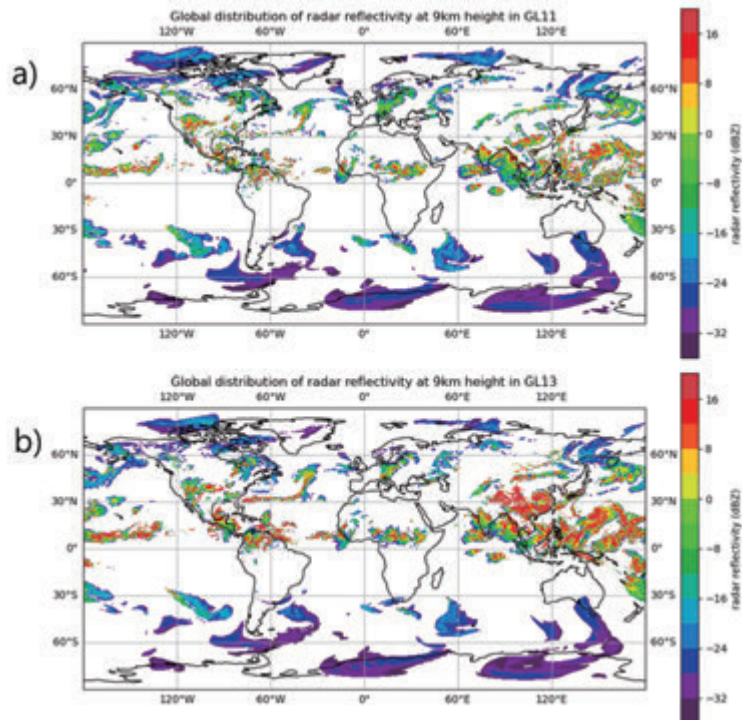 Global distribution of radar reflectivity at 9km height in GL11
120°W 60°W 0° 60°E 120°E
a)
60°N 60°N
30°N 30°N
0° 0°
30°S 30°S
60°S 60°S
120°W 60°W 0° 60°E 120°E
16
8
0
−8
−16
−24
−32
radar reflectivity (dBZ)
Global distribution of radar reflectivity at 9km height in GL13
120°W 60°W 0° 60°E 120°E
b)
60°N 60°N
30°N 30°N
0° 0°
30°S 30°S
60°S 60°S
120°W 60°W 0° 60°E 120°E
16
8
0
−8
−16
−24
−32
radar reflectivity (dBZ)